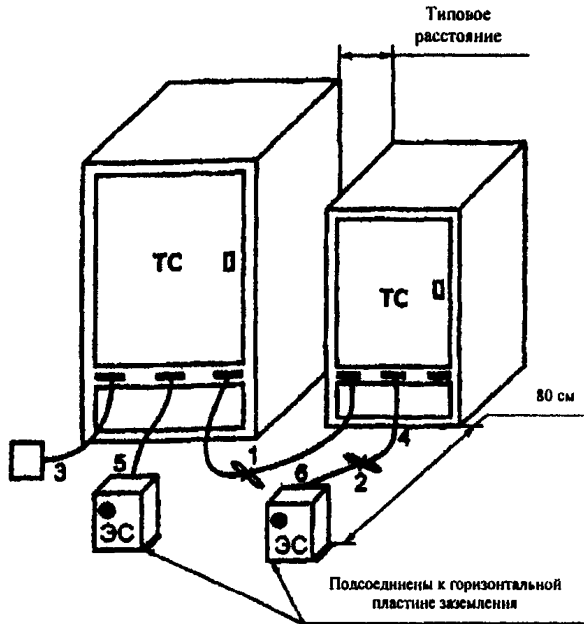 Типовое
расстояние
ТС
ТС
80 см
3
5
1
4
6
2
ЭС
ЭС
Подсоединены к горизонтальной
пластине заземления